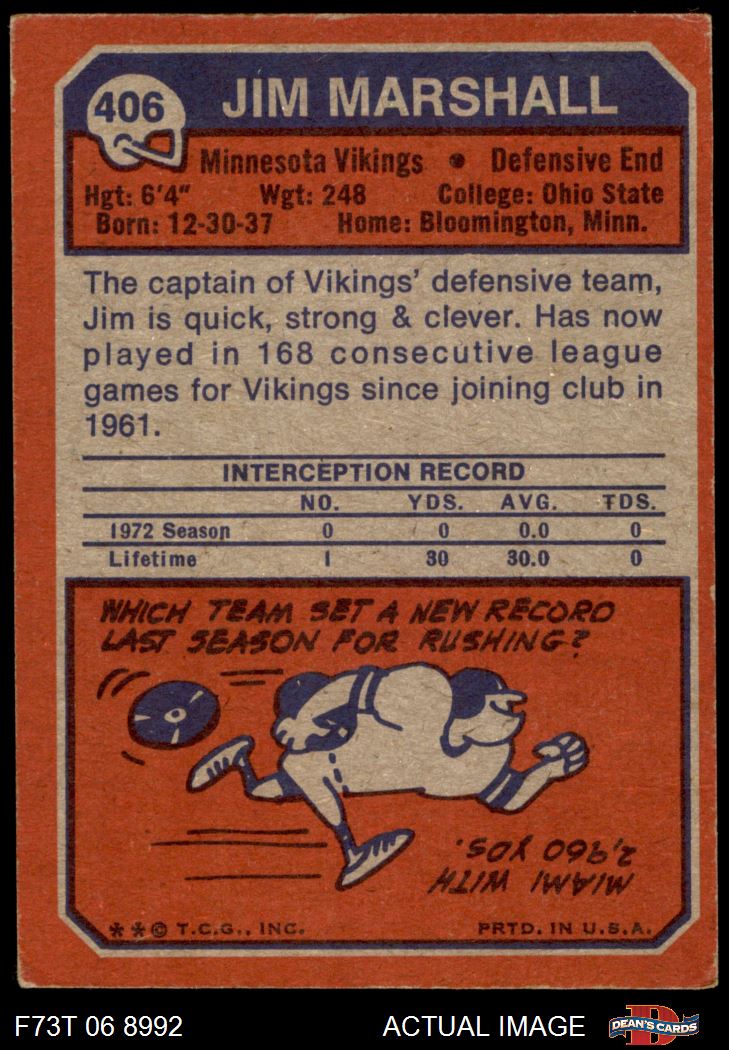 406
JIM MARSHALL
Minnesota Vikings • Defensive End
Hgt: 6'4" Wgt: 248 College: Ohio State
Born: 12-30-37 Home: Bloomington, Minn.
The captain of Vikings' defensive team,
Jim is quick, strong & clever. Has now
played in 168 consecutive league
games for Vikings since joining club in
1961.
INTERCEPTION RECORD
NO. YDS. AVG. TDS.
1972 Season 0 0 0.0 0
Lifetime 1 30 30.0 0
WHICH TEAM SET A NEW RECORD
LAST SEASON FOR RUSHING?
MIAMI WITH
2,960 YDS.
**© T.C.G., INC. PRTD. IN U.S.A.
F73T 06 8992 ACTUAL IMAGE D DEAN'S CARDS